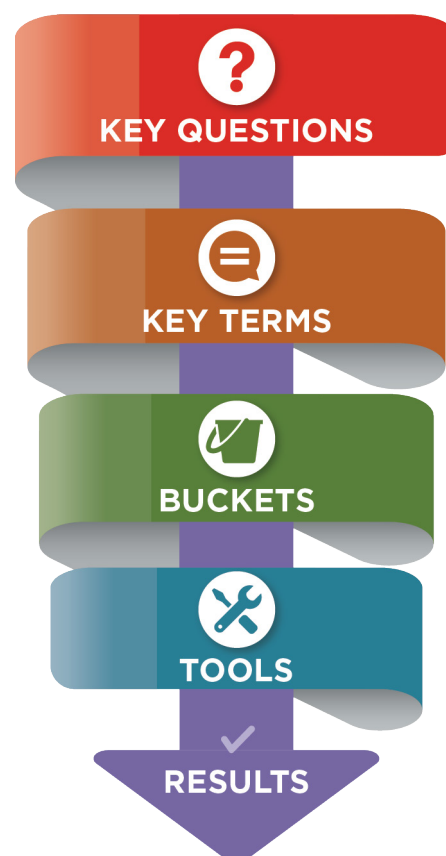 KEY QUESTIONS
KEY TERMS
BUCKETS
TOOLS
RESULTS